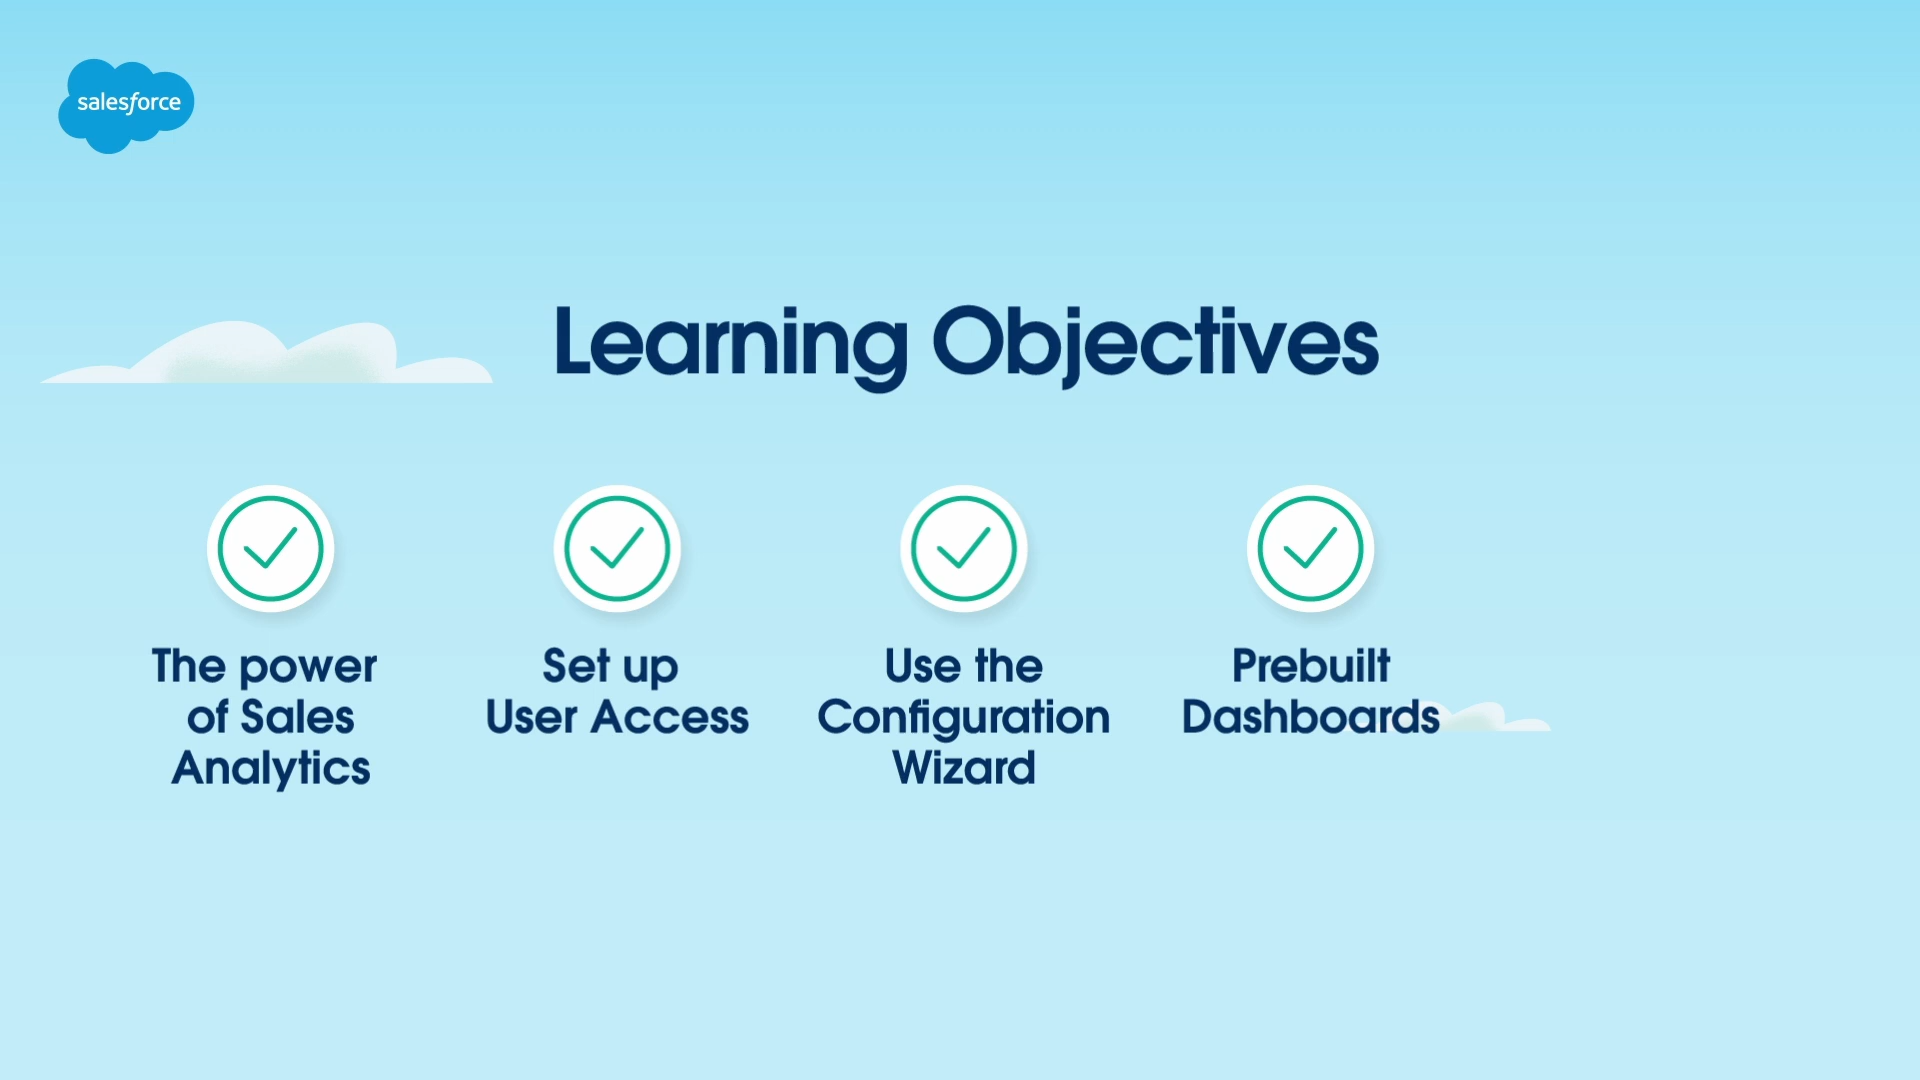 salesforce
Learning Objectives
The power
of Sales
Analytics
Set up
User Access
Use the
Configuration
Wizard
Prebuilt
Dashboards